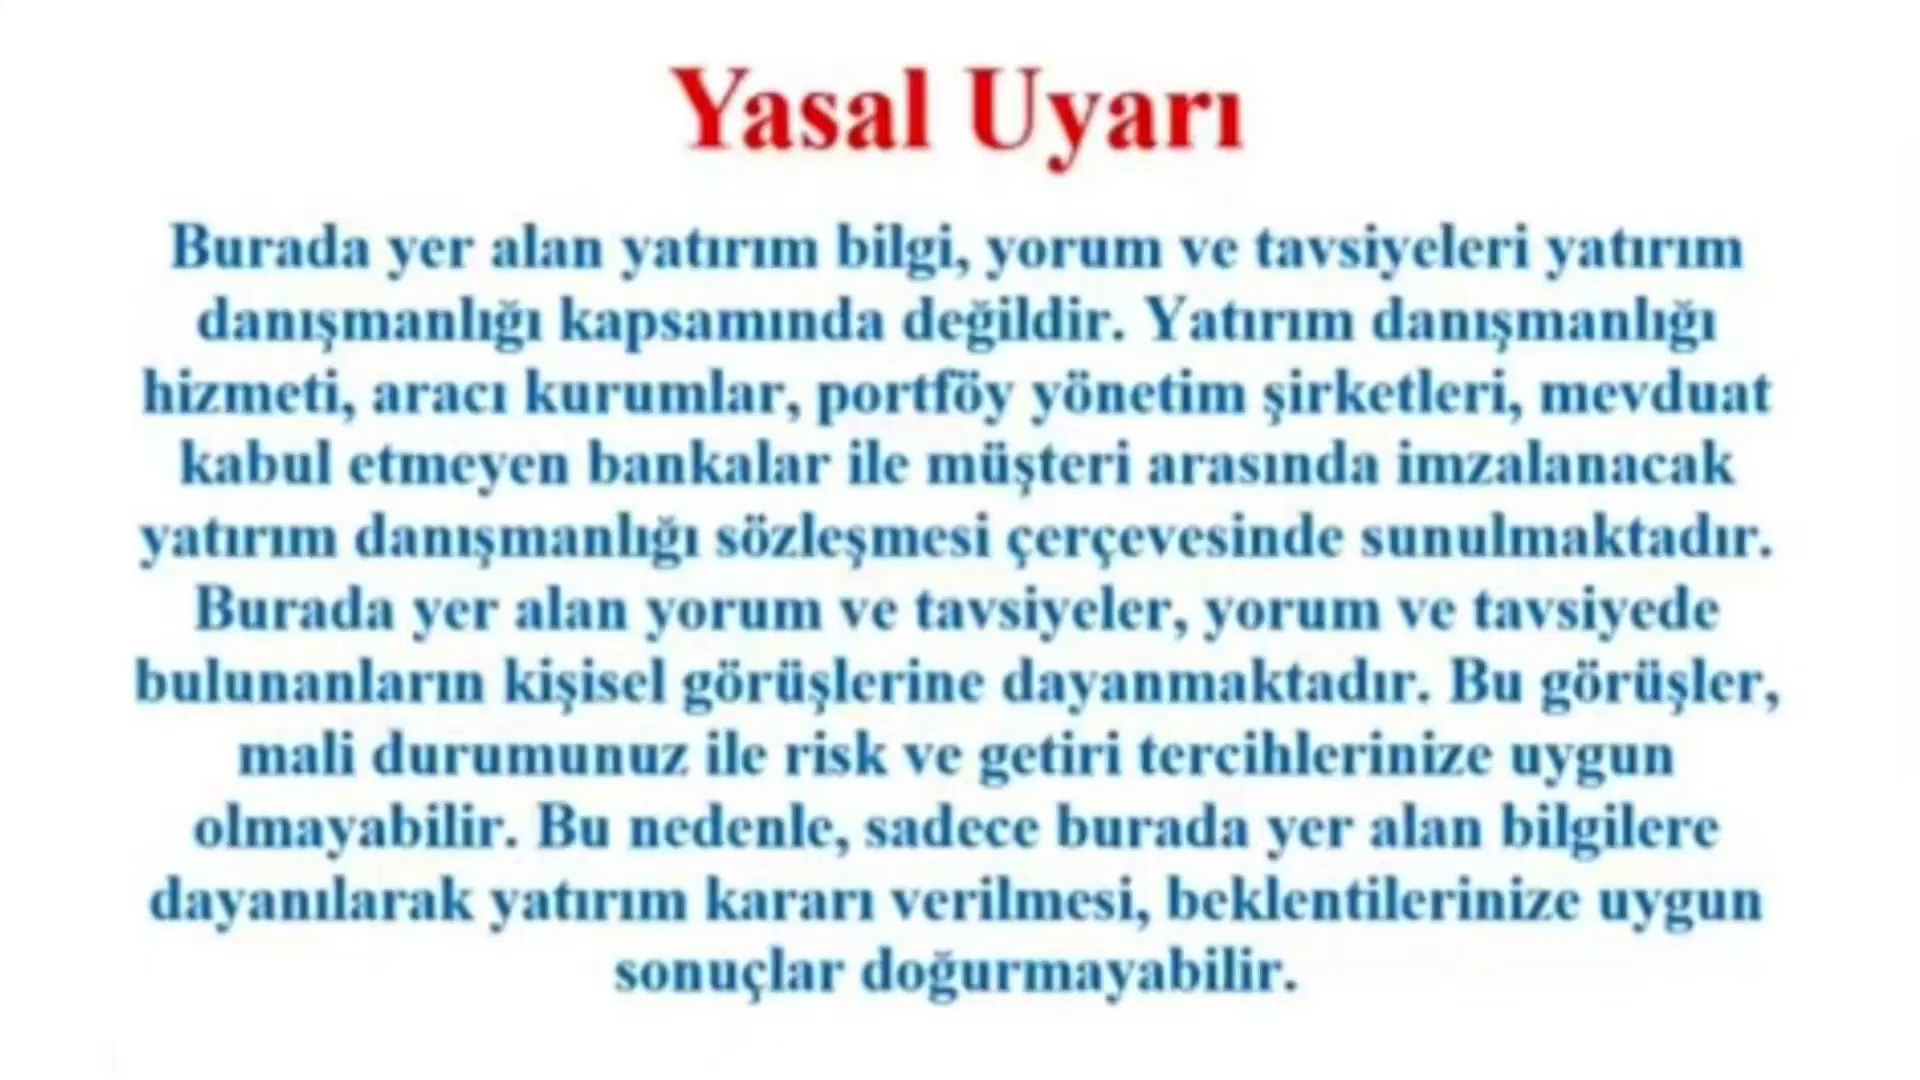 Yasal Uyarı
Burada yer alan yatırım bilgi, yorum ve tavsiyeleri yatırım
danışmanlığı kapsamında değildir. Yatırım danışmanlığı
hizmeti, aracı kurumlar, portföy yönetim şirketleri, mevduat
kabul etmeyen bankalar ile müşteri arasında imzalanacak
yatırım danışmanlığı sözleşmesi çerçevesinde sunulmaktadır.
Burada yer alan yorum ve tavsiyeler, yorum ve tavsiyede
bulunanların kişisel görüşlerine dayanmaktadır. Bu görüşler,
mali durumunuz ile risk ve getiri tercihlerinize uygun
olmayabilir. Bu nedenle, sadece burada yer alan bilgilere
dayanılarak yatırım kararı verilmesi, beklentilerinize uygun
sonuçlar doğurmayabilir.